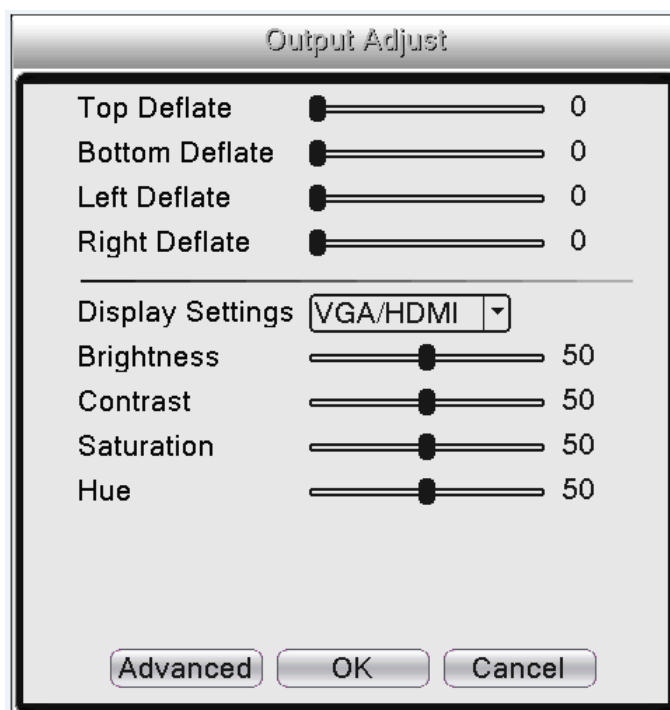 Output Adjust
Top Deflate 0
Bottom Deflate 0
Left Deflate 0
Right Deflate 0
Display Settings VGA/HDMI
Brightness 50
Contrast 50
Saturation 50
Hue 50
Advanced OK Cancel